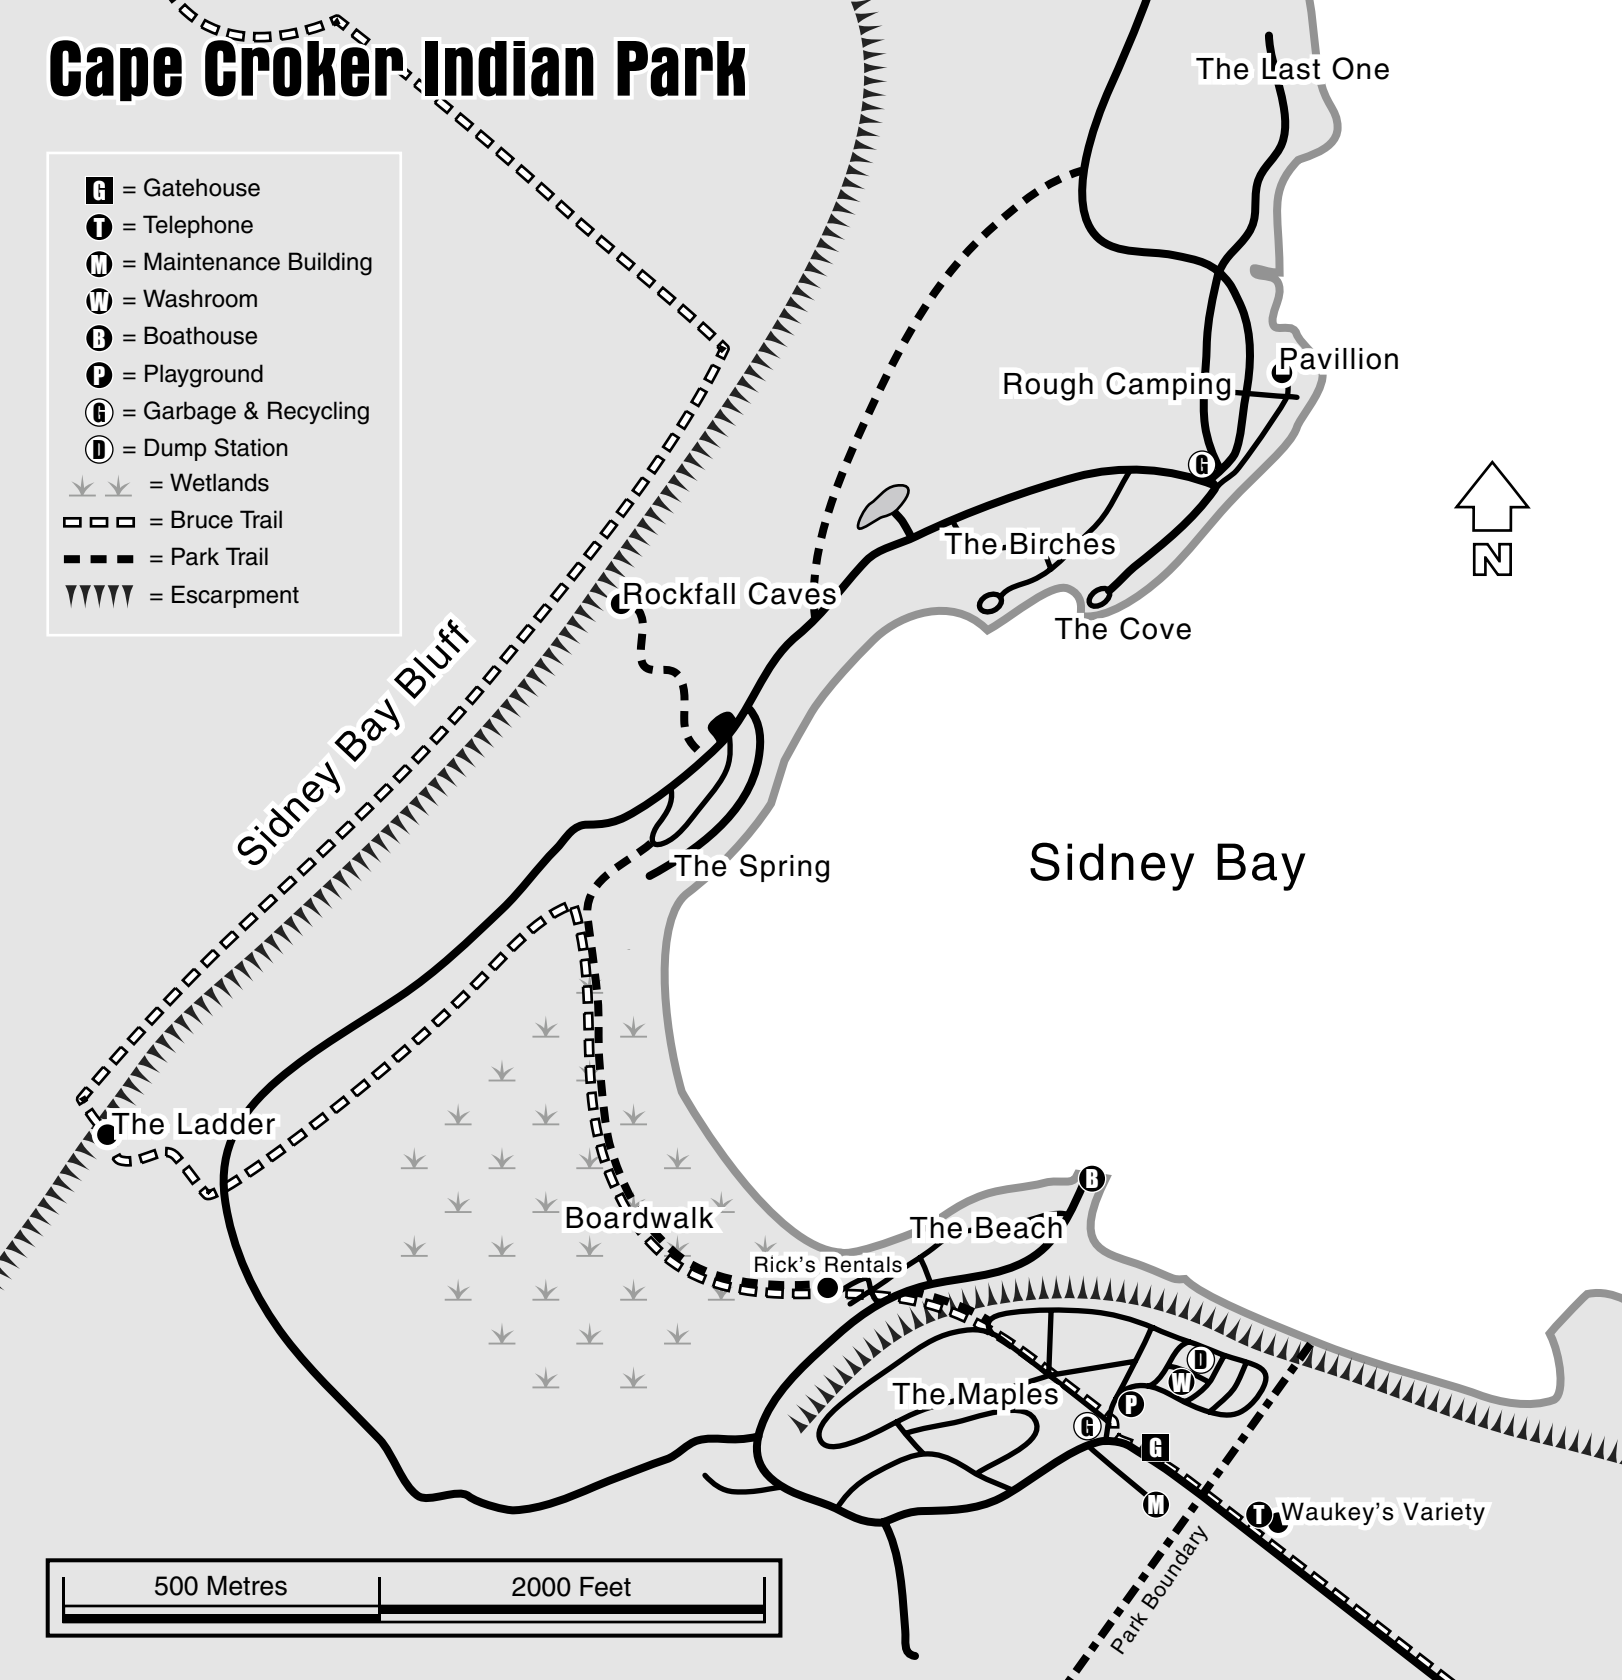 Cape Croker Indian Park
G = Gatehouse
T = Telephone
M = Maintenance Building
W = Washroom
B = Boathouse
P = Playground
G = Garbage & Recycling
D = Dump Station
= Wetlands
= Bruce Trail
= Park Trail
= Escarpment
The Last One
Pavillion
Rough Camping
G
N
The Birches
Rockfall Caves
The Cove
Sidney Bay Bluff
Sidney Bay
The Spring
The Ladder
B
Boardwalk
The Beach
Rick's Rentals
D
W
The Maples
P
G
G
M
T Waukey's Variety
Park Boundary
500 Metres 2000 Feet